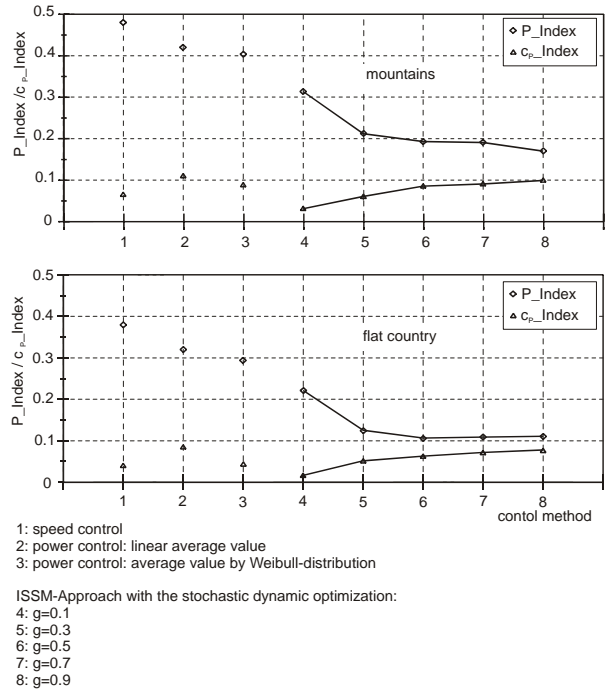 0.5
0.4
0.3
0.2
0.1
0
P_Index /c P_Index
P_Index
cP_Index
mountains
1 2 3 4 5 6 7 8
0.5
0.4
0.3
0.2
0.1
0
P_Index / c P_Index
P_Index
cP_Index
flat country
1 2 3 4 5 6 7 8
contol method
1: speed control
2: power control: linear average value
3: power control: average value by Weibull-distribution
ISSM-Approach with the stochastic dynamic optimization:
4: g=0.1
5: g=0.3
6: g=0.5
7: g=0.7
8: g=0.9